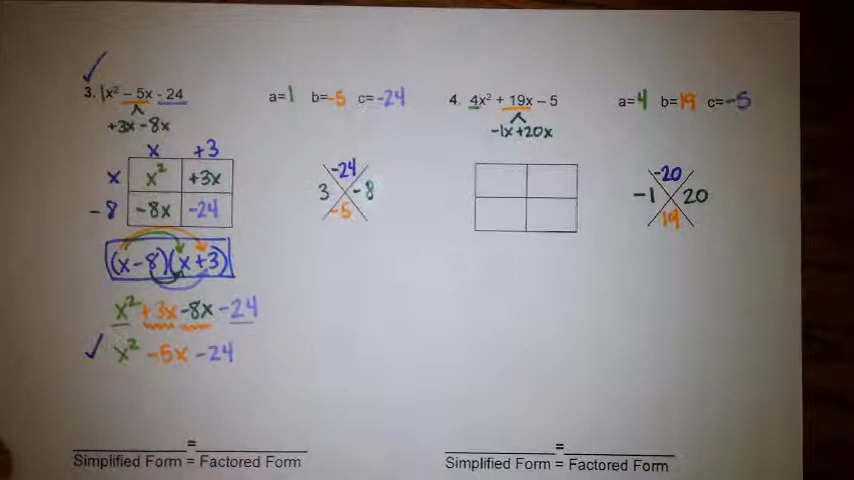 3. 1x² – 5x - 24
a=1 b=-5 c=-24
+3x -8x
x +3
x x² +3x
-8 -8x -24
-24
3 -8
-5
(x-8)(x+3)
x² +3x -8x -24
x² -5x -24
=
Simplified Form = Factored Form
4. 4x² + 19x – 5
a=4 b=19 c=-5
-1x+20x
-20
-1 20
19
=
Simplified Form = Factored Form